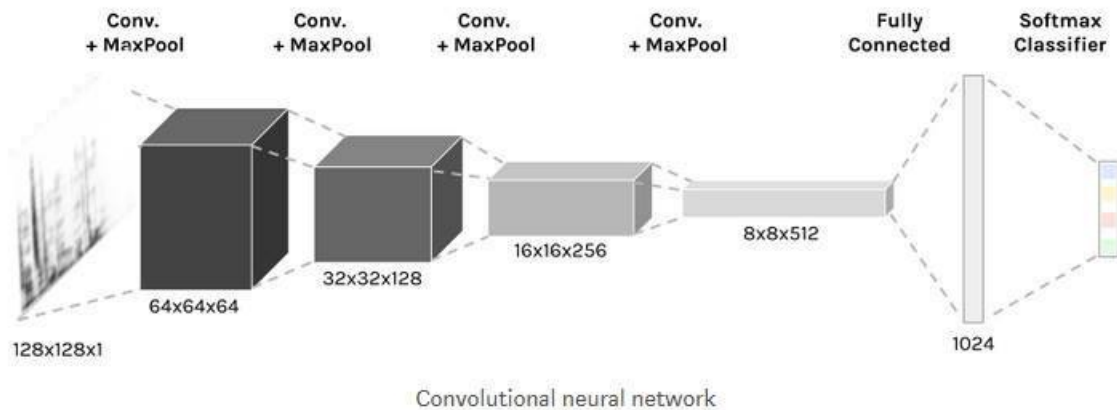 Conv.
+ MaxPool
Conv.
+ MaxPool
Conv.
+ MaxPool
Conv.
+ MaxPool
Fully
Connected
Softmax
Classifier
128x128x1
64x64x64
32x32x128
16x16x256
8x8x512
1024
Convolutional neural network